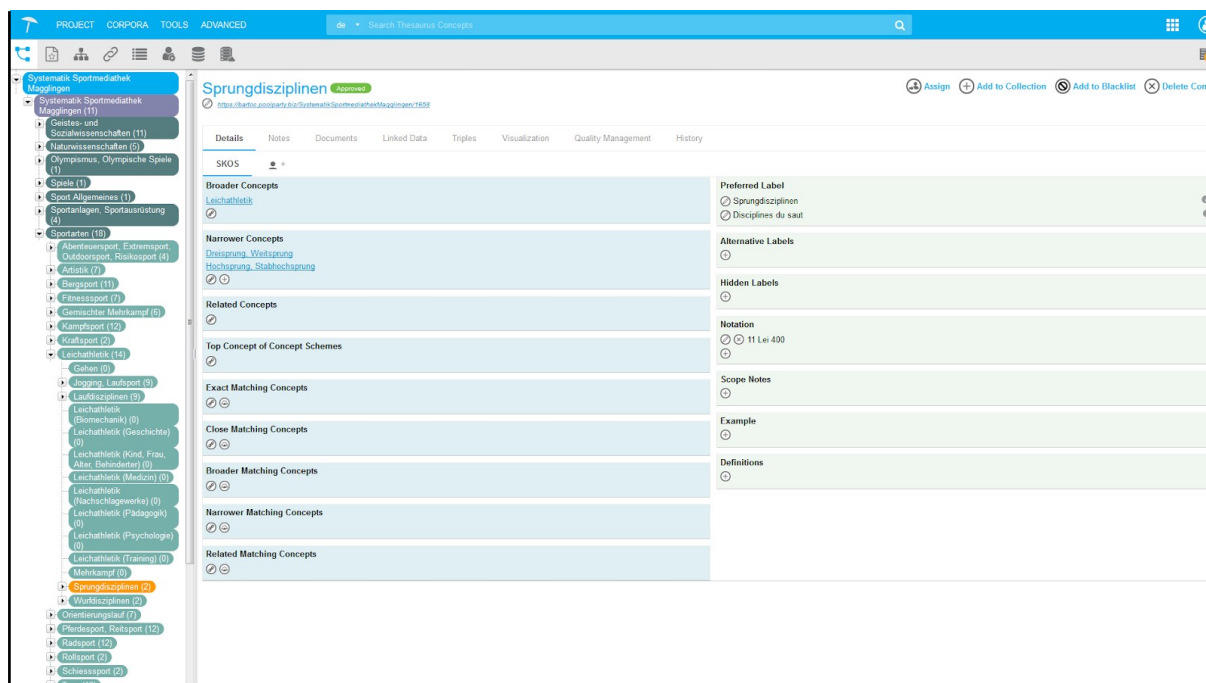 PROJECT CORPORA TOOLS ADVANCED de Search Thesaurus Concepts
Systematik Sportmediathek
Magglingen
Systematik Sportmediathek
Magglingen (11)
Geistes- und
Sozialwissenschaften (11)
Naturwissenschaften (5)
Olympismus, Olympische Spiele
(1)
Spiele (1)
Sport Allgemeines (1)
Sportanlagen, Sportausrüstung
(4)
Sportarten (18)
Abenteuersport, Extremsport,
Outdoorsport, Risikosport (4)
Artistik (7)
Bergsport (11)
Fitnesssport (7)
Gemischter Mehrkampf (6)
Kampfsport (12)
Kraftsport (2)
Leichathletik (14)
Gehen (0)
Jogging, Laufsport (9)
Laufdisziplinen (9)
Leichathletik
(Biomechanik) (0)
Leichathletik (Geschichte)
(0)
Leichathletik (Kind, Frau,
Alter, Behinderter) (0)
Leichathletik (Medizin) (0)
Leichathletik
(Nachschlagewerke) (0)
Leichathletik (Pädagogik)
(0)
Leichathletik (Psychologie)
(0)
Leichathletik (Training) (0)
Mehrkampf (0)
Sprungdisziplinen (2)
Wurfdisziplinen (2)
Orientierungslauf (7)
Pferdesport, Reitsport (12)
Radsport (12)
Rollsport (2)
Schiesssport (2)
Sprungdisziplinen Approved
https://bartoc.poolparty.biz/SystematikSportmediathekMagglingen/1658
Assign Add to Collection Add to Blacklist Delete Con
Details Notes Documents Linked Data Triples Visualization Quality Management History
SKOS
Broader Concepts
Leichathletik
Narrower Concepts
Dreisprung, Weitsprung
Hochsprung, Stabhochsprung
Related Concepts
Top Concept of Concept Schemes
Exact Matching Concepts
Close Matching Concepts
Broader Matching Concepts
Narrower Matching Concepts
Related Matching Concepts
Preferred Label
Sprungdisziplinen
Disciplines du saut
Alternative Labels
Hidden Labels
Notation
11 Lei 400
Scope Notes
Example
Definitions